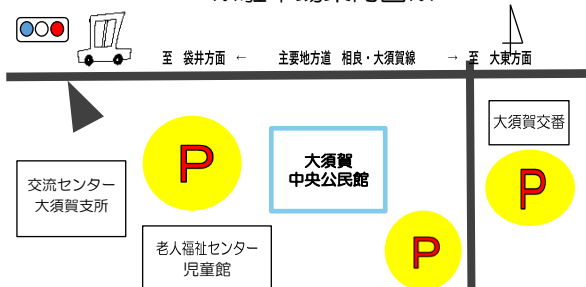 至 袋井方面 ← 主要地方道 相良・大須賀線 → 至 大東方面
大須賀交番
P
大須賀
中央公民館
P
交流センター
大須賀支所
老人福祉センター
児童館
P